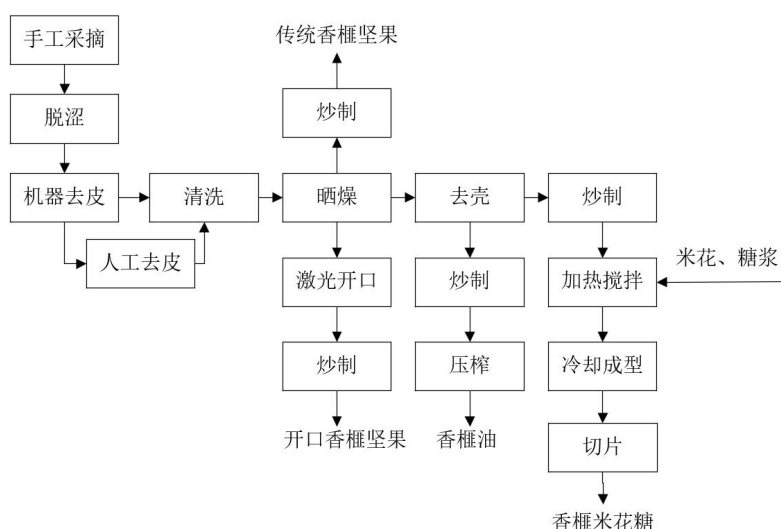 传统香榧坚果
手工采摘
炒制
脱涩
机器去皮
清洗
晒燥
去壳
炒制
人工去皮
激光开口
炒制
加热搅拌
米花、糖浆
炒制
压榨
冷却成型
开口香榧坚果
香榧油
切片
香榧米花糖